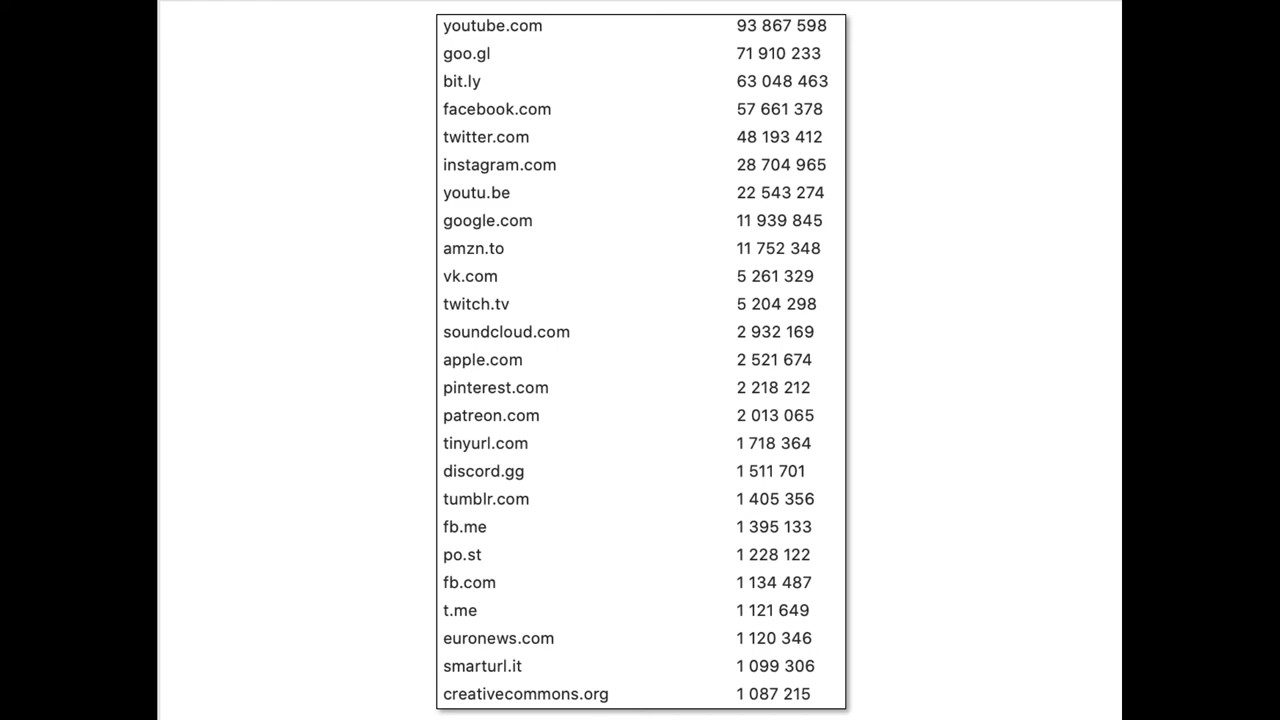 youtube.com 93 867 598
goo.gl 71 910 233
bit.ly 63 048 463
facebook.com 57 661 378
twitter.com 48 193 412
instagram.com 28 704 965
youtu.be 22 543 274
google.com 11 939 845
amzn.to 11 752 348
vk.com 5 261 329
twitch.tv 5 204 298
soundcloud.com 2 932 169
apple.com 2 521 674
pinterest.com 2 218 212
patreon.com 2 013 065
tinyurl.com 1 718 364
discord.gg 1 511 701
tumblr.com 1 405 356
fb.me 1 395 133
po.st 1 228 122
fb.com 1 134 487
t.me 1 121 649
euronews.com 1 120 346
smarturl.it 1 099 306
creativecommons.org 1 087 215